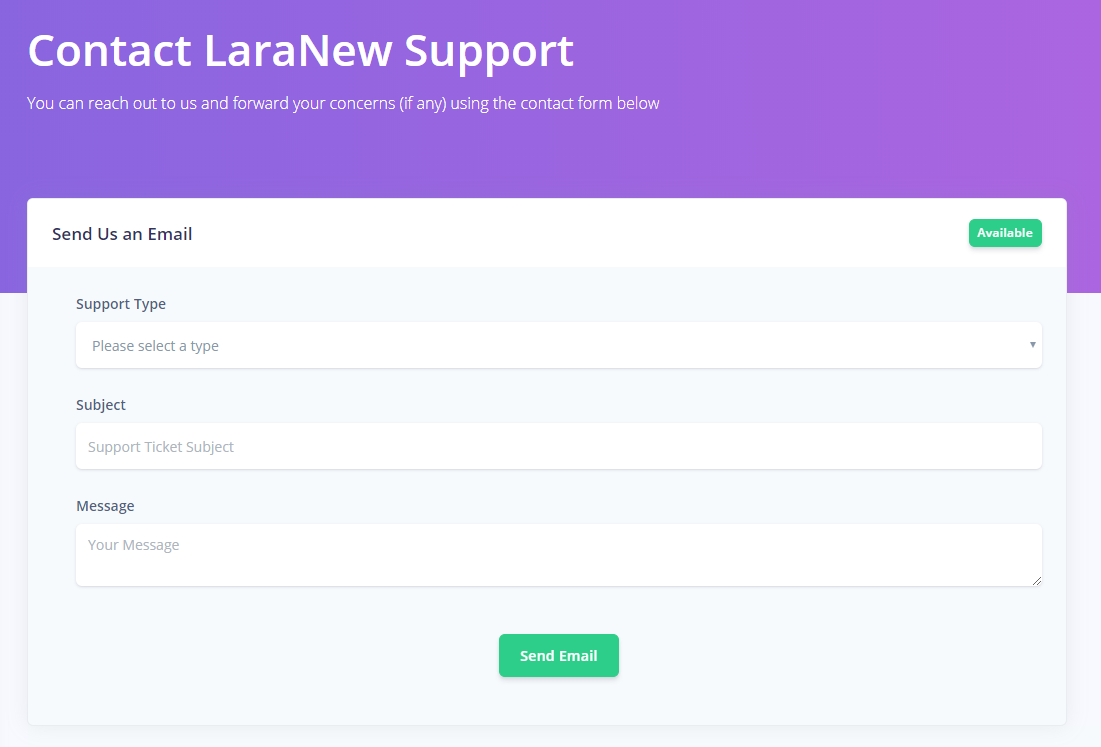 Contact LaraNew Support
You can reach out to us and forward your concerns (if any) using the contact form below
Send Us an Email
Available
Support Type
Please select a type
Subject
Support Ticket Subject
Message
Your Message
Send Email